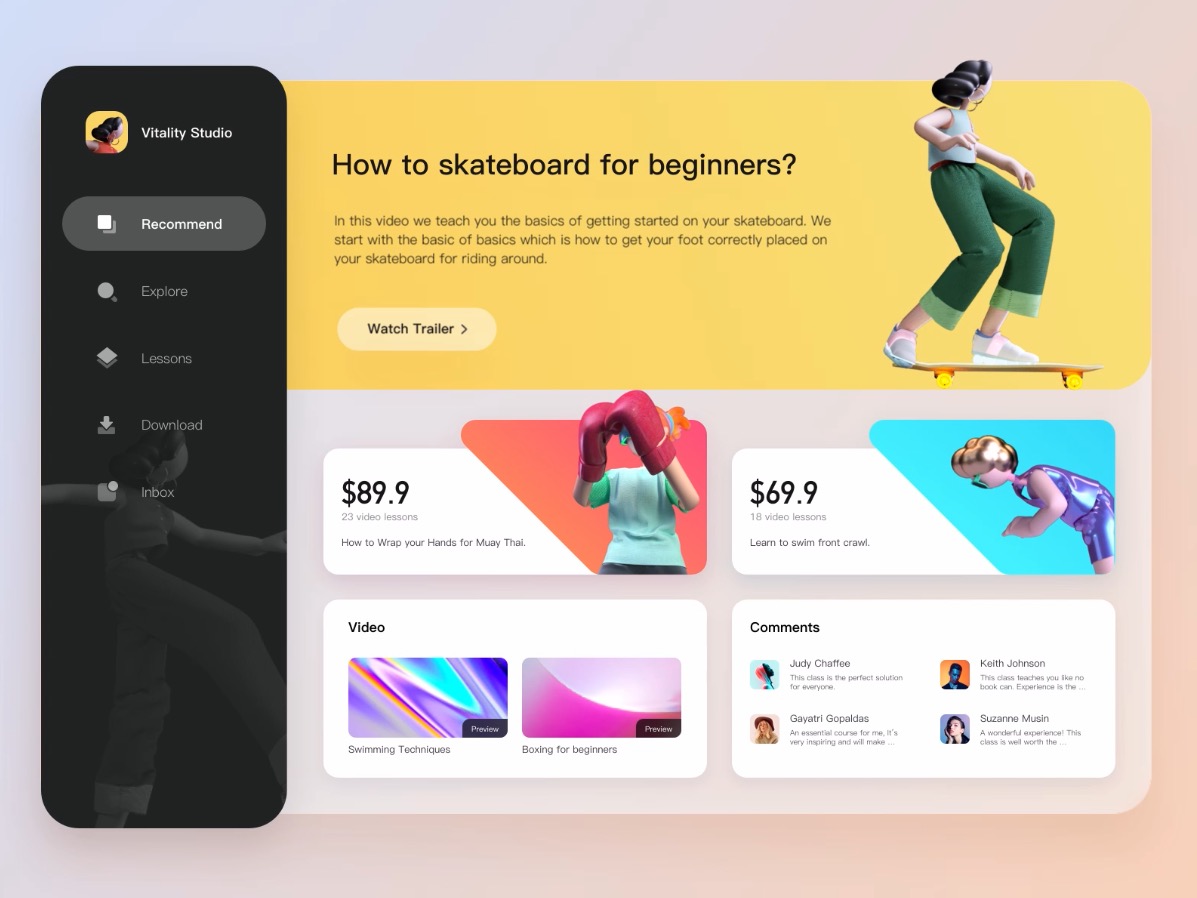 Vitality Studio
Recommend
Explore
Lessons
Download
Inbox
How to skateboard for beginners?
In this video we teach you the basics of getting started on your skateboard. We
start with the basic of basics which is how to get your foot correctly placed on
your skateboard for riding around.
Watch Trailer >
$89.9
23 video lessons
How to Wrap your Hands for Muay Thai.
$69.9
18 video lessons
Learn to swim front crawl.
Video
Preview
Swimming Techniques
Preview
Boxing for beginners
Comments
Judy Chaffee
This class is the perfect solution
for everyone.
Keith Johnson
This class teaches you like no
book can. Experience is the ...
Gayatri Gopaldas
An essential course for me, It's
very inspiring and will make ...
Suzanne Musin
A wonderful experience! This
class is well worth the ...